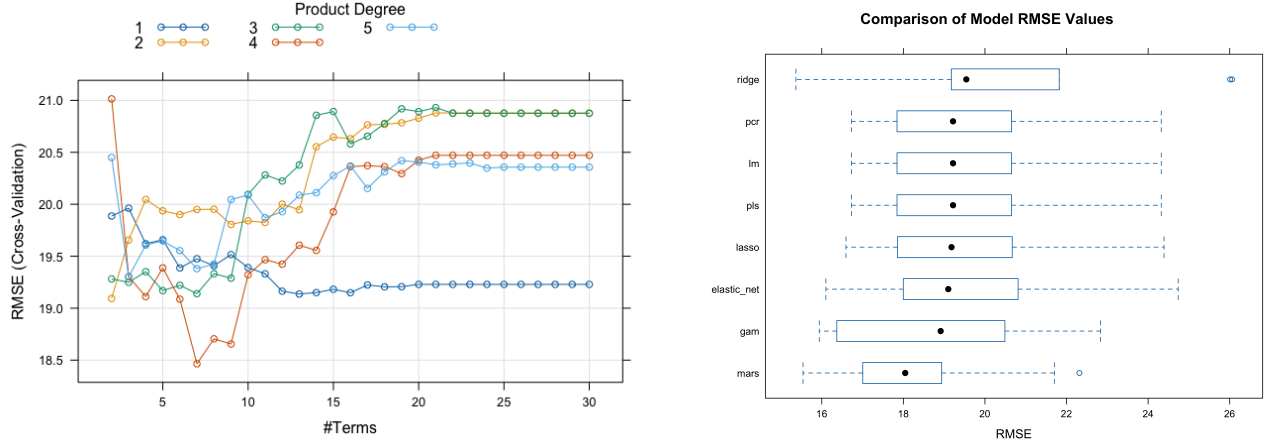 Product Degree
1 3 5
2 4
RMSE (Cross-Validation)
21.0
20.5
20.0
19.5
19.0
18.5
5 10 15 20 25 30
#Terms
Comparison of Model RMSE Values
ridge
pcr
lm
pls
lasso
elastic_net
gam
mars
16 18 20 22 24 26
RMSE